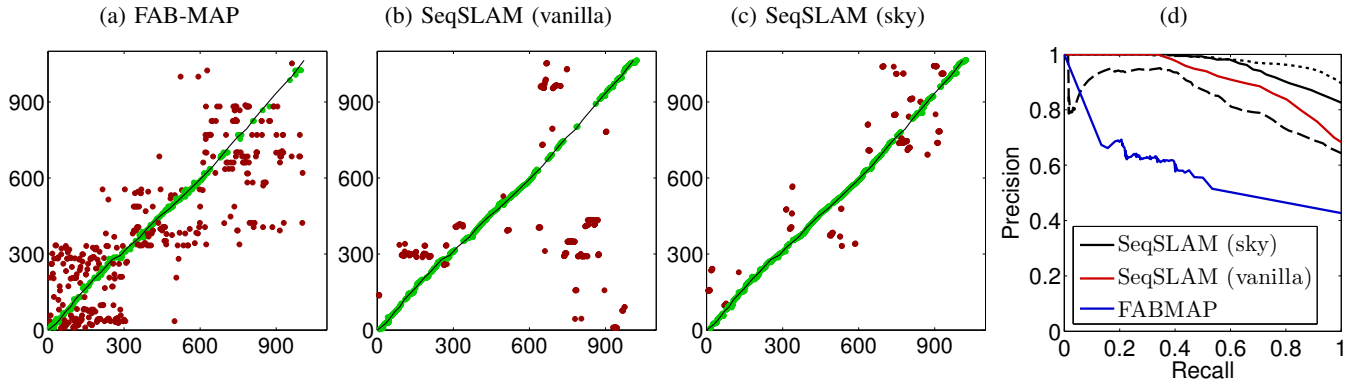 (a) FAB-MAP
(b) SeqSLAM (vanilla)
(c) SeqSLAM (sky)
(d)
900
600
300
0
0 300 600 900
900
600
300
0
0 300 600 900
900
600
300
0
0 300 600 900
Precision
1
0.8
0.6
0.4
0.2
0
SeqSLAM (sky)
SeqSLAM (vanilla)
FABMAP
0 0.2 0.4 0.6 0.8 1
Recall